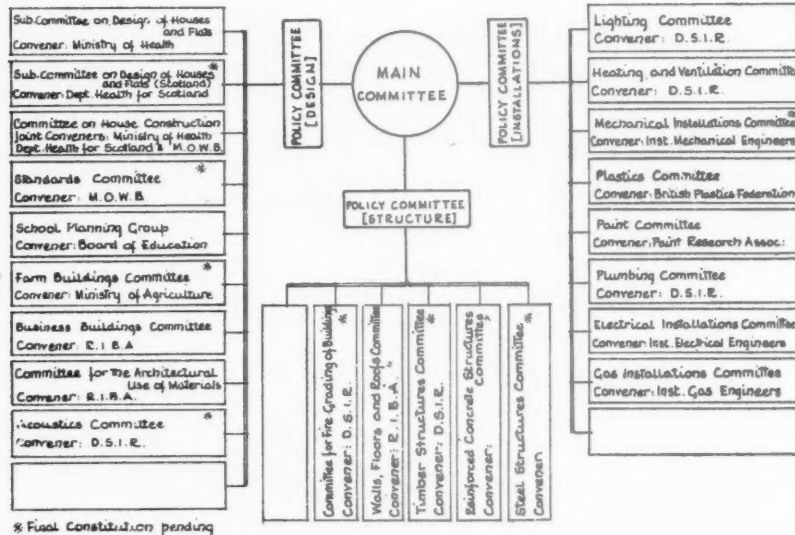 Sub-Committee on Design of Houses
and Flats
Convener: Ministry of Health
Sub-Committee on Design of Houses *
and Flats (Scotland)
Convener: Dept. Health for Scotland
Committee on House Construction
Joint Conveners: Ministry of Health
Dept. Health for Scotland & M.O.W.B.
Standards Committee *
Convener: M.O.W.B.
School Planning Group
Convener: Board of Education
Farm Buildings Committee *
Convener: Ministry of Agriculture
Business Buildings Committee
Convener: R.I.B.A
Committee for the Architectural
Use of Materials
Convener: R.I.B.A.
Acoustics Committee *
Convener: D.S.I.R.
* Final Constitution pending
POLICY COMMITTEE
[DESIGN]
MAIN
COMMITTEE
POLICY COMMITTEE
[INSTALLATIONS]
POLICY COMMITTEE
[STRUCTURE]
Committee for Fire Grading of Buildings *
Convener: D.S.I.R.
Walls, Floors and Roofs Committee
Convener: R.I.B.A.
Timber Structures Committee *
Convener: D.S.I.R.
Reinforced Concrete Structures
Committee
Convener:
Steel Structures Committee *
Convener
Lighting Committee
Convener: D.S.I.R.
Heating and Ventilation Committee
Convener: D.S.I.R.
Mechanical Installations Committee *
Convener: Inst. Mechanical Engineers
Plastics Committee
Convener: British Plastics Federation
Paint Committee
Convener: Paint Research Assoc:
Plumbing Committee
Convener: D.S.I.R.
Electrical Installations Committee
Convener: Inst. Electrical Engineers
Gas Installations Committee
Convener: Inst. Gas Engineers